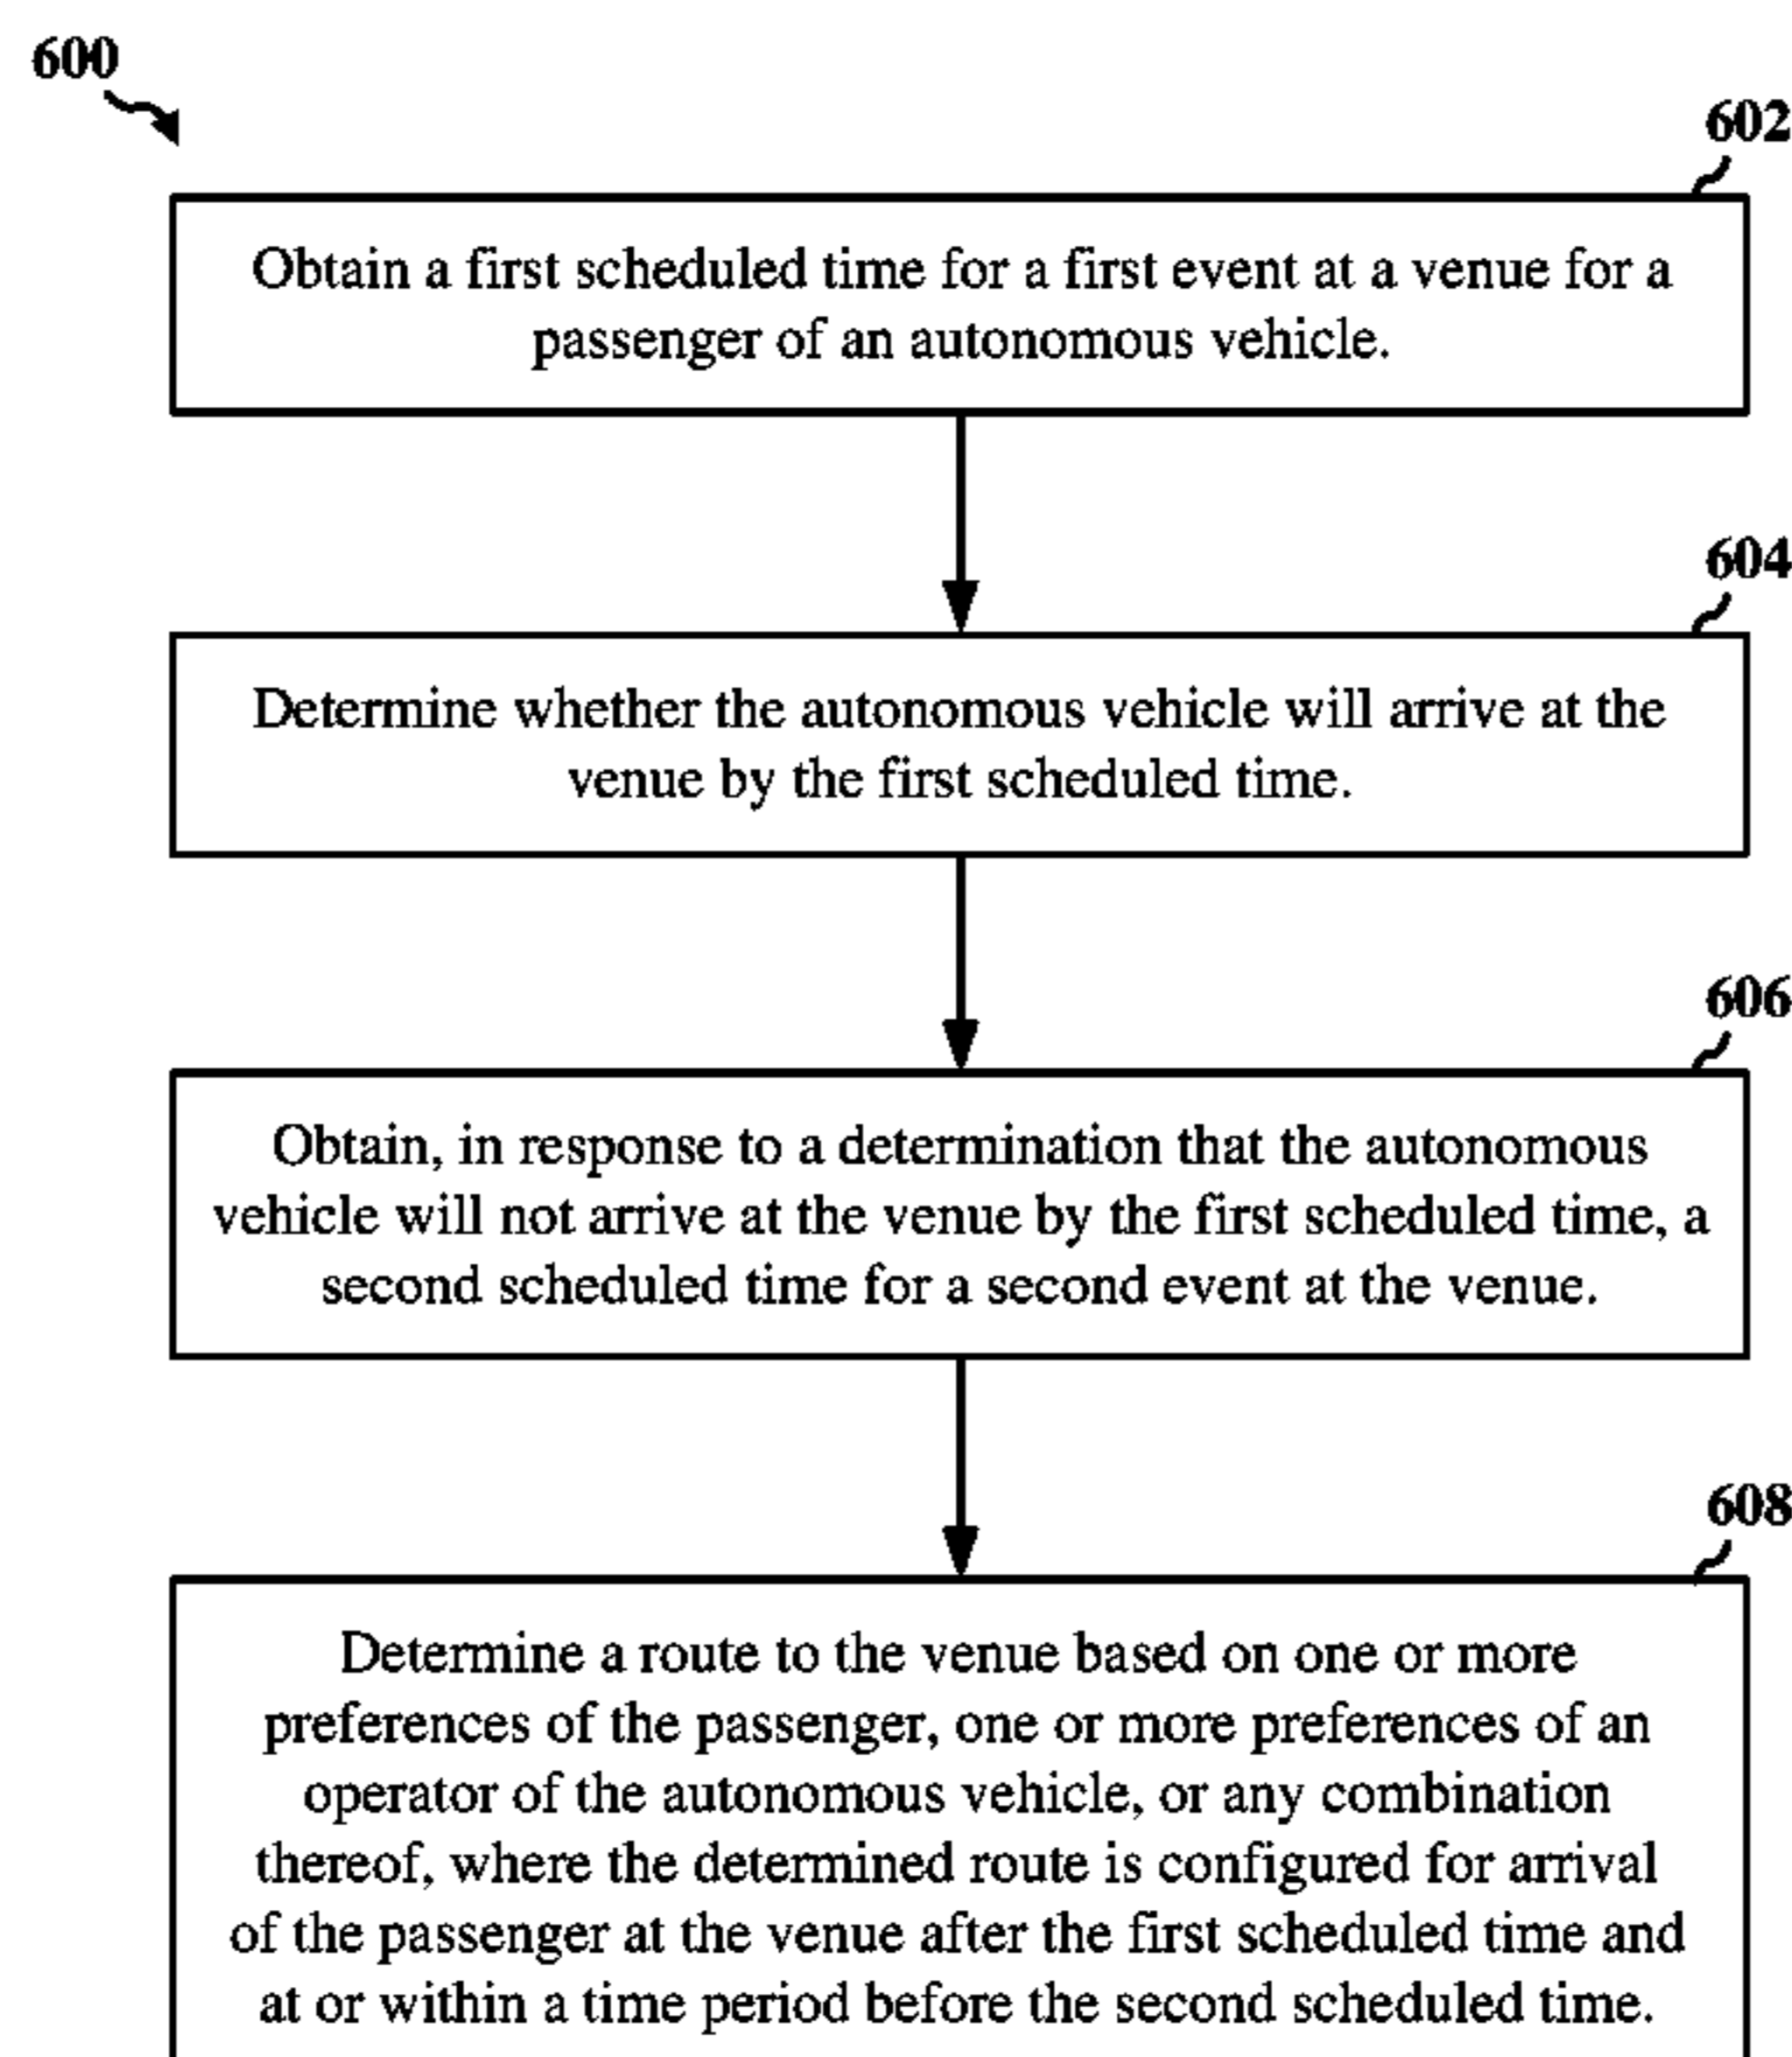 600
602
Obtain a first scheduled time for a first event at a venue for a
passenger of an autonomous vehicle.
604
Determine whether the autonomous vehicle will arrive at the
venue by the first scheduled time.
606
Obtain, in response to a determination that the autonomous
vehicle will not arrive at the venue by the first scheduled time, a
second scheduled time for a second event at the venue.
608
Determine a route to the venue based on one or more
preferences of the passenger, one or more preferences of an
operator of the autonomous vehicle, or any combination
thereof, where the determined route is configured for arrival
of the passenger at the venue after the first scheduled time and
at or within a time period before the second scheduled time.